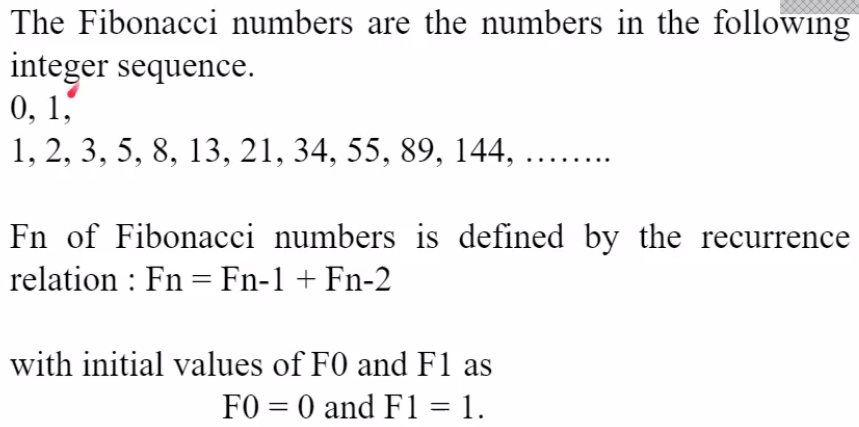 The Fibonacci numbers are the numbers in the following
integer sequence.
0, 1,
1, 2, 3, 5, 8, 13, 21, 34, 55, 89, 144, ……..
Fn of Fibonacci numbers is defined by the recurrence
relation : Fn = Fn-1 + Fn-2
with initial values of F0 and F1 as
F0 = 0 and F1 = 1.